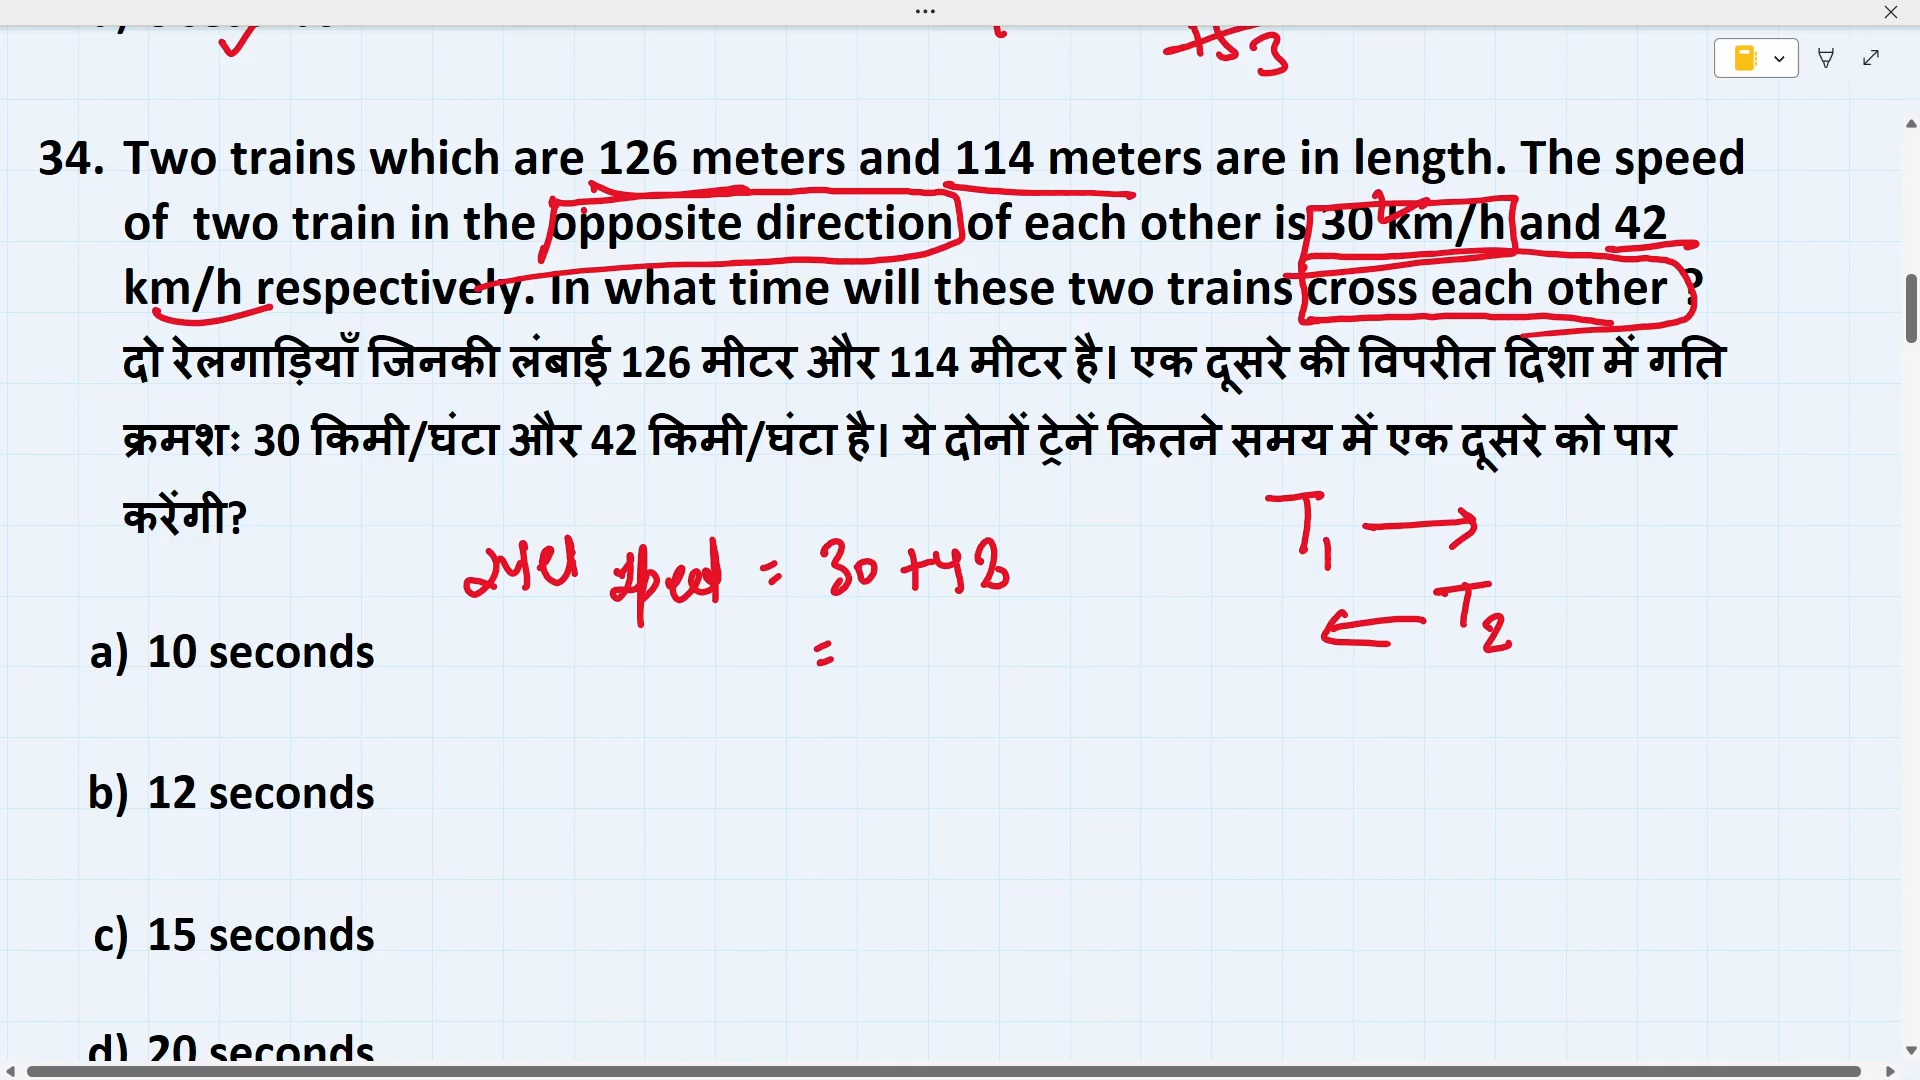 34. Two trains which are 126 meters and 114 meters are in length. The speed
of two train in the opposite direction of each other is 30 km/h and 42
km/h respectively. In what time will these two trains cross each other ?
दो रेलगाड़ियाँ जिनकी लंबाई 126 मीटर और 114 मीटर है। एक दूसरे की विपरीत दिशा में गति
क्रमशः 30 किमी/घंटा और 42 किमी/घंटा है। ये दोनों ट्रेनें कितने समय में एक दूसरे को पार
करेंगी?
T1 →
speed = 30 + 42
← T2
=
a) 10 seconds
b) 12 seconds
c) 15 seconds
d) 20 seconds